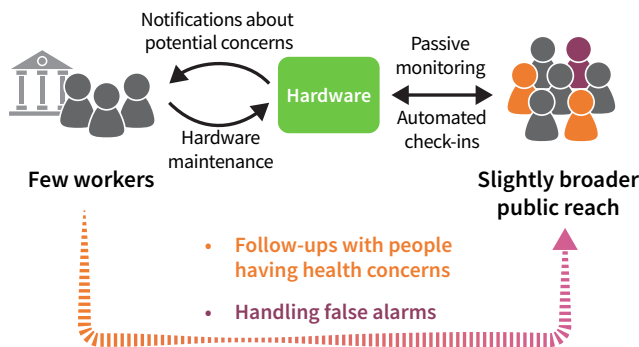 Notifications about
potential concerns
Hardware
maintenance
Hardware
Passive
monitoring
Automated
check-ins
Few workers
Slightly broader
public reach
• Follow-ups with people
having health concerns
• Handling false alarms